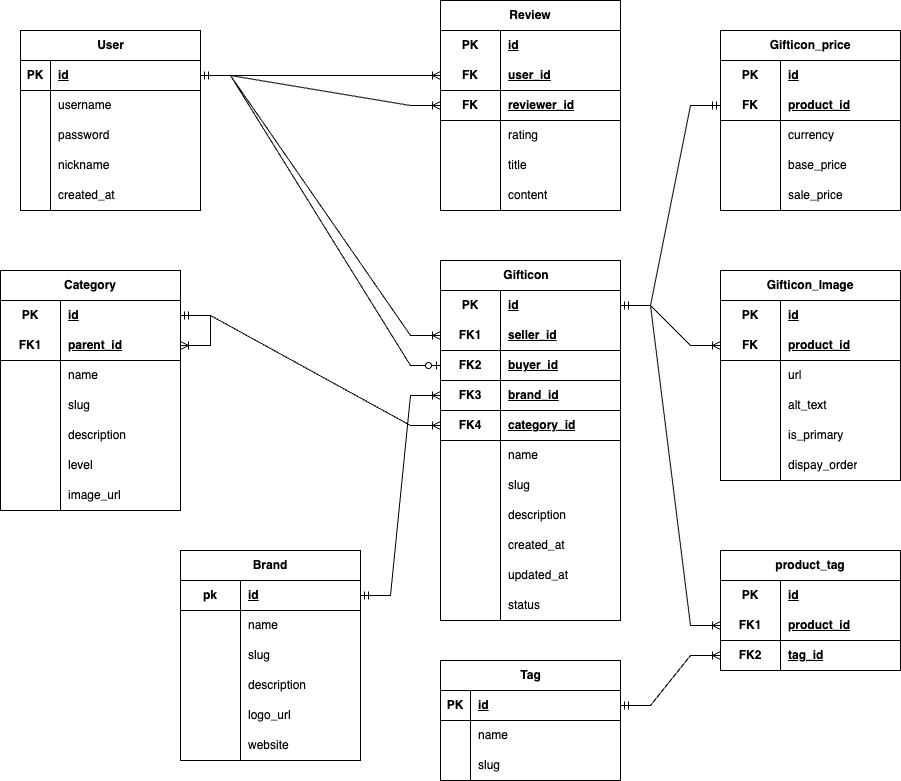 User
PK id
username
password
nickname
created_at
Review
PK id
FK user_id
FK reviewer_id
rating
title
content
Gifticon_price
PK id
FK product_id
currency
base_price
sale_price
Category
PK id
FK1 parent_id
name
slug
description
level
image_url
Gifticon
PK id
FK1 seller_id
FK2 buyer_id
FK3 brand_id
FK4 category_id
name
slug
description
created_at
updated_at
status
Gifticon_Image
PK id
FK product_id
url
alt_text
is_primary
dispay_order
Brand
pk id
name
slug
description
logo_url
website
Tag
PK id
name
slug
product_tag
PK id
FK1 product_id
FK2 tag_id